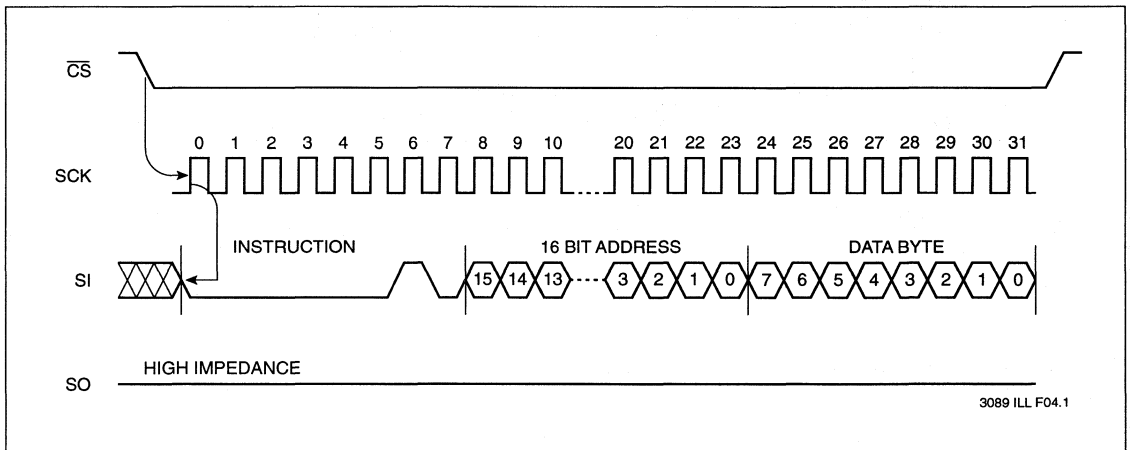 CS
0 1 2 3 4 5 6 7 8 9 10 20 21 22 23 24 25 26 27 28 29 30 31
SCK
INSTRUCTION 16 BIT ADDRESS DATA BYTE
SI 15 14 13 3 2 1 0 7 6 5 4 3 2 1 0
HIGH IMPEDANCE
SO
3089 ILL F04.1